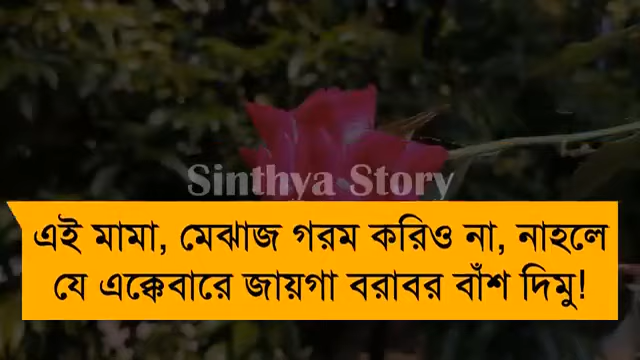 Sinthya Story
এই মামা, মেঝাজ গরম করিও না, নাহলে
যে এক্কেবারে জায়গা বরাবর বাঁশ দিমু!